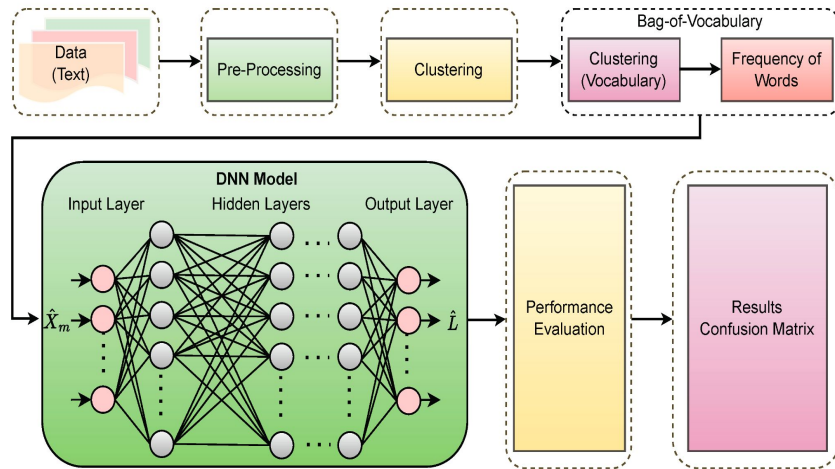 Bag-of-Vocabulary
Data
(Text)
Pre-Processing
Clustering
Clustering
(Vocabulary)
Frequency of
Words
DNN Model
Input Layer
Hidden Layers
Output Layer
X̂m
L̂
Performance
Evaluation
Results
Confusion Matrix